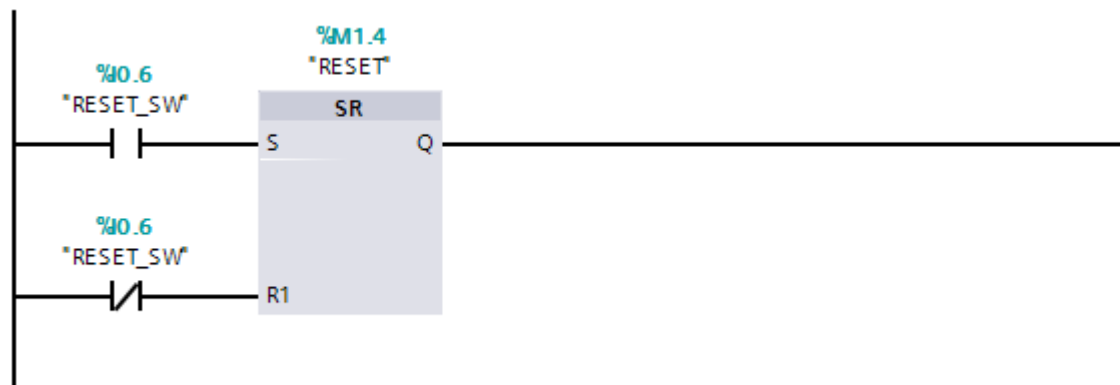 %M1.4
"RESET"
%I0.6
"RESET_SW"
SR
S Q
%I0.6
"RESET_SW"
R1